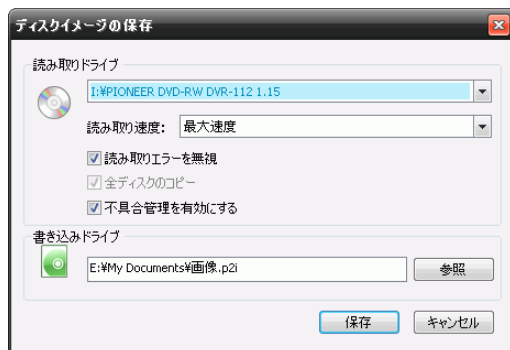 ディスクイメージの保存
読み取りドライブ
I:¥PIONEER DVD-RW DVR-112 1.15
読み取り速度: 最大速度
読み取りエラーを無視
全ディスクのコピー
不具合管理を有効にする
書き込みドライブ
E:¥My Documents¥画像.p2i 参照
保存 キャンセル